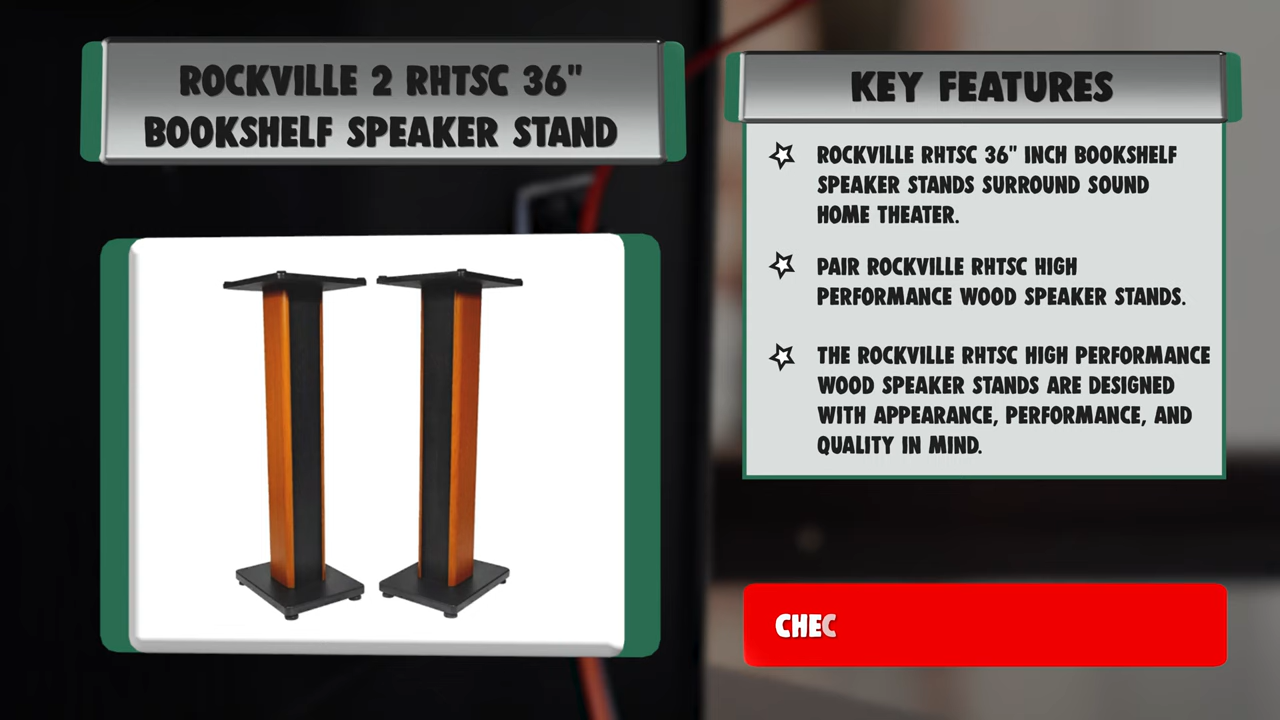 ROCKVILLE 2 RHTSC 36"
BOOKSHELF SPEAKER STAND
KEY FEATURES
ROCKVILLE RHTSC 36" INCH BOOKSHELF
SPEAKER STANDS SURROUND SOUND
HOME THEATER.
PAIR ROCKVILLE RHTSC HIGH
PERFORMANCE WOOD SPEAKER STANDS.
THE ROCKVILLE RHTSC HIGH PERFORMANCE
WOOD SPEAKER STANDS ARE DESIGNED
WITH APPEARANCE, PERFORMANCE, AND
QUALITY IN MIND.
CHEC